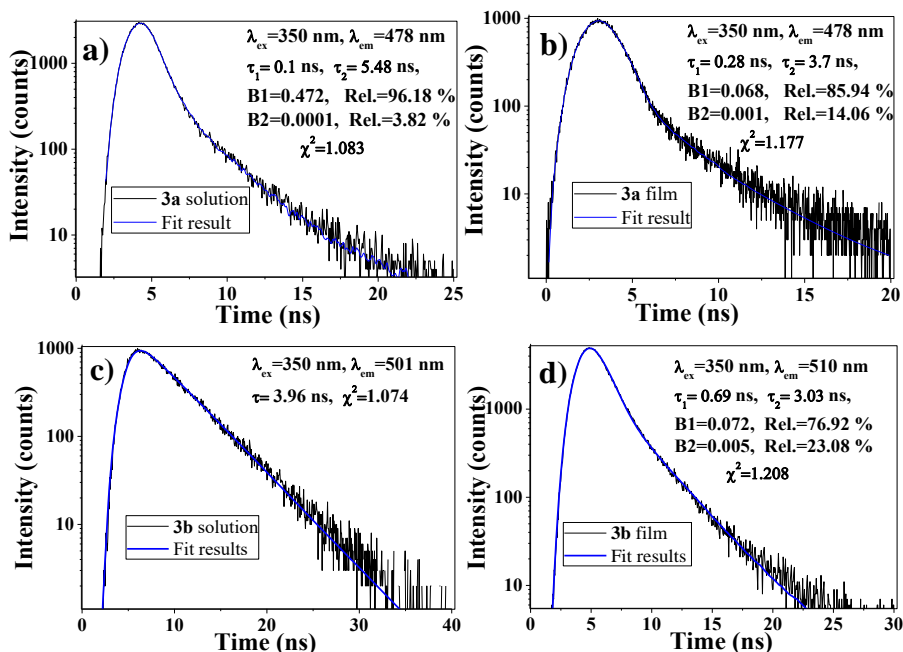 a)
λex=350 nm, λem=478 nm
τ1= 0.1 ns, τ2= 5.48 ns,
B1=0.472, Rel.=96.18 %
B2=0.0001, Rel.=3.82 %
χ2=1.083
3a solution
Fit result
Intensity (counts)
1000
100
10
0 5 10 15 20 25
Time (ns)
b)
λex=350 nm, λem=478 nm
τ1= 0.28 ns, τ2= 3.7 ns,
B1=0.068, Rel.=85.94 %
B2=0.001, Rel.=14.06 %
χ2=1.177
3a film
Fit result
Intensity (counts)
1000
100
10
0 5 10 15 20
Time (ns)
c)
λex=350 nm, λem=501 nm
τ= 3.96 ns, χ2=1.074
3b solution
Fit results
Intensity (counts)
1000
100
10
0 10 20 30 40
Time (ns)
d)
λex=350 nm, λem=510 nm
τ1= 0.69 ns, τ2= 3.03 ns,
B1=0.072, Rel.=76.92 %
B2=0.005, Rel.=23.08 %
χ2=1.208
3b film
Fit results
Intensity (counts)
1000
100
10
0 5 10 15 20 25 30
Time (ns)